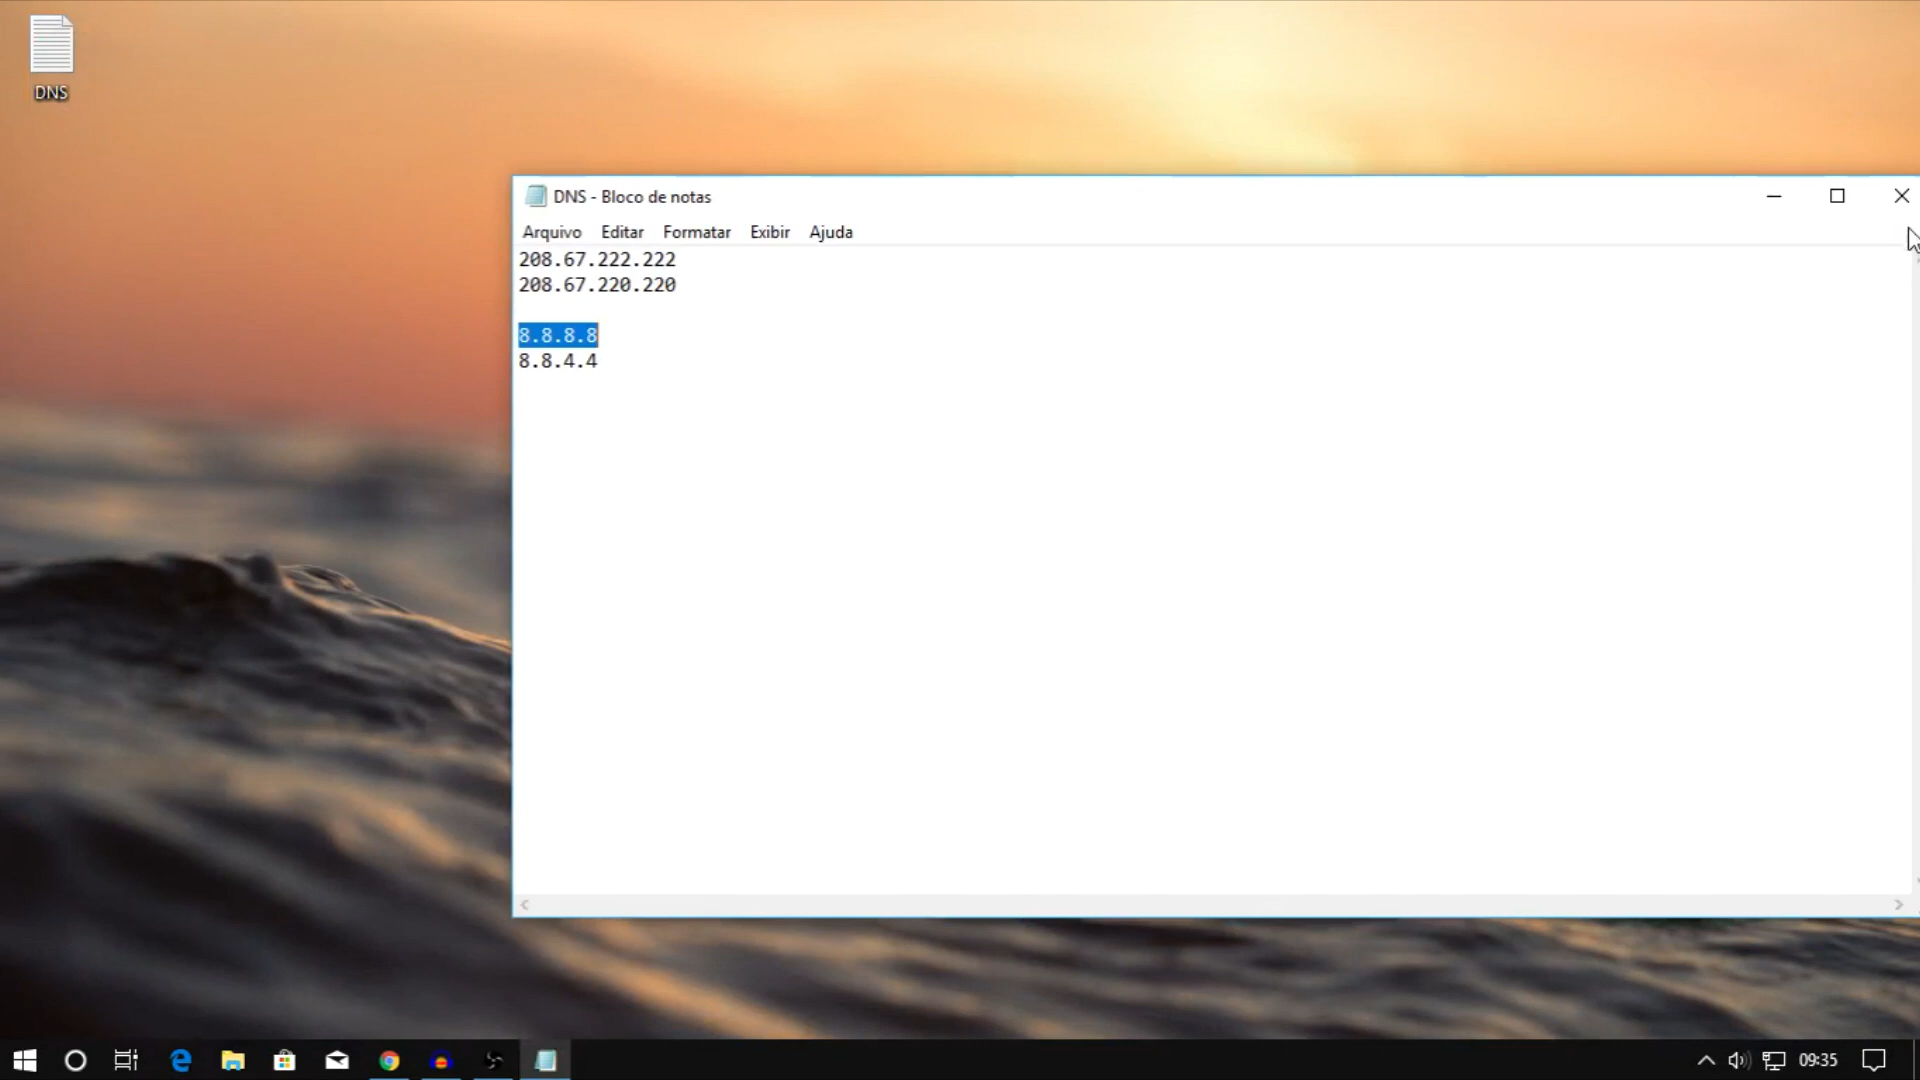 DNS
DNS - Bloco de notas
Arquivo Editar Formatar Exibir Ajuda
208.67.222.222
208.67.220.220
8.8.8.8
8.8.4.4
09:35